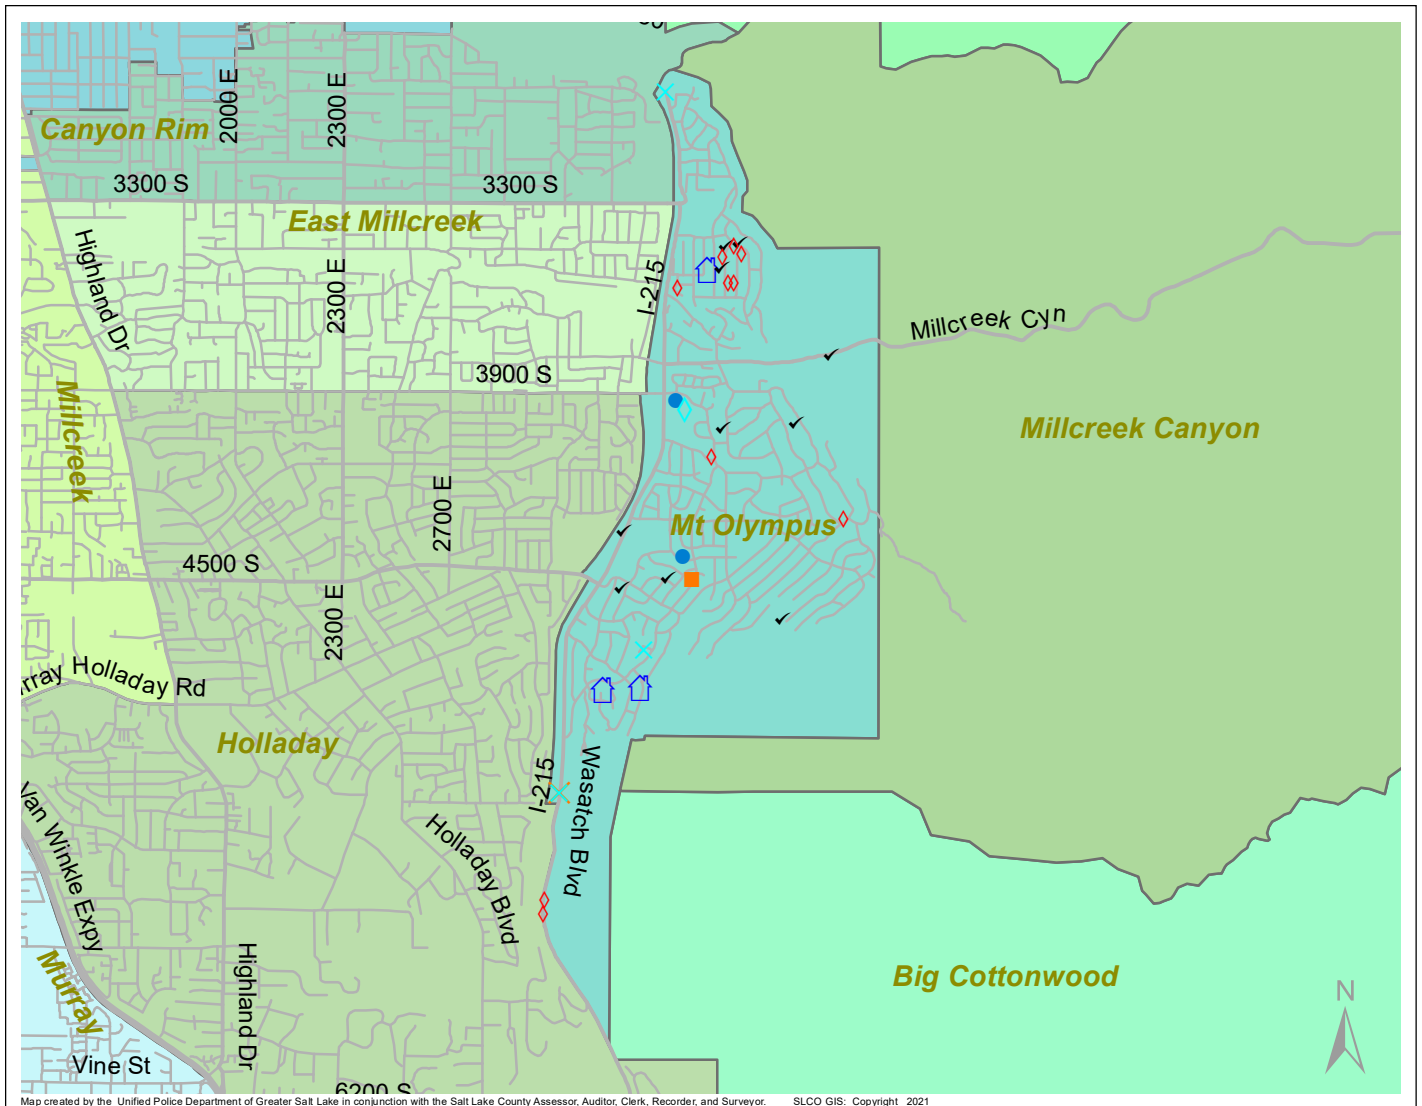 Canyon Rim
2000 E
2300 E
3300 S
3300 S
East Millcreek
Highland Dr
2300 E
I-215
Millcreek Cyn
3900 S
Millcreek
Millcreek Canyon
2700 E
Mt Olympus
4500 S
2300 E
Holladay Rd
Holladay
I-215
Wasatch Blvd
Van Winkle Expy
Holladay Blvd
Murray
Highland Dr
Big Cottonwood
N
Vine St
6200 S
Map created by the Unified Police Department of Greater Salt Lake in conjunction with the Salt Lake County Assessor, Auditor, Clerk, Recorder, and Surveyor. SLCO GIS: Copyright 2021